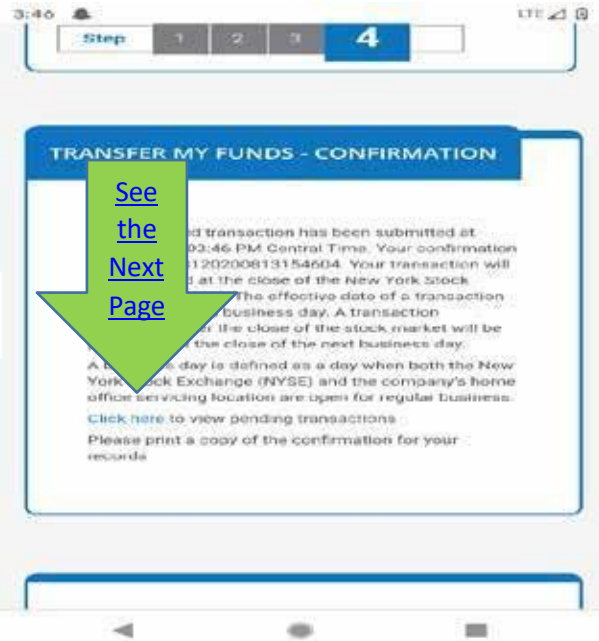 3:46 LTE
Step 1 2 3 4
TRANSFER MY FUNDS - CONFIRMATION
See
the
Next
Page
d transaction has been submitted at
03:46 PM Central Time. Your confirmation
120200813154604. Your transaction will
d at the close of the New York Stock
The effective date of a transaction
business day. A transaction
er the close of the stock market will be
the close of the next business day.
A day is defined as a day when both the New
York ock Exchange (NYSE) and the company's home
office servicing location are open for regular business.
Click here to view pending transactions
Please print a copy of the confirmation for your
records